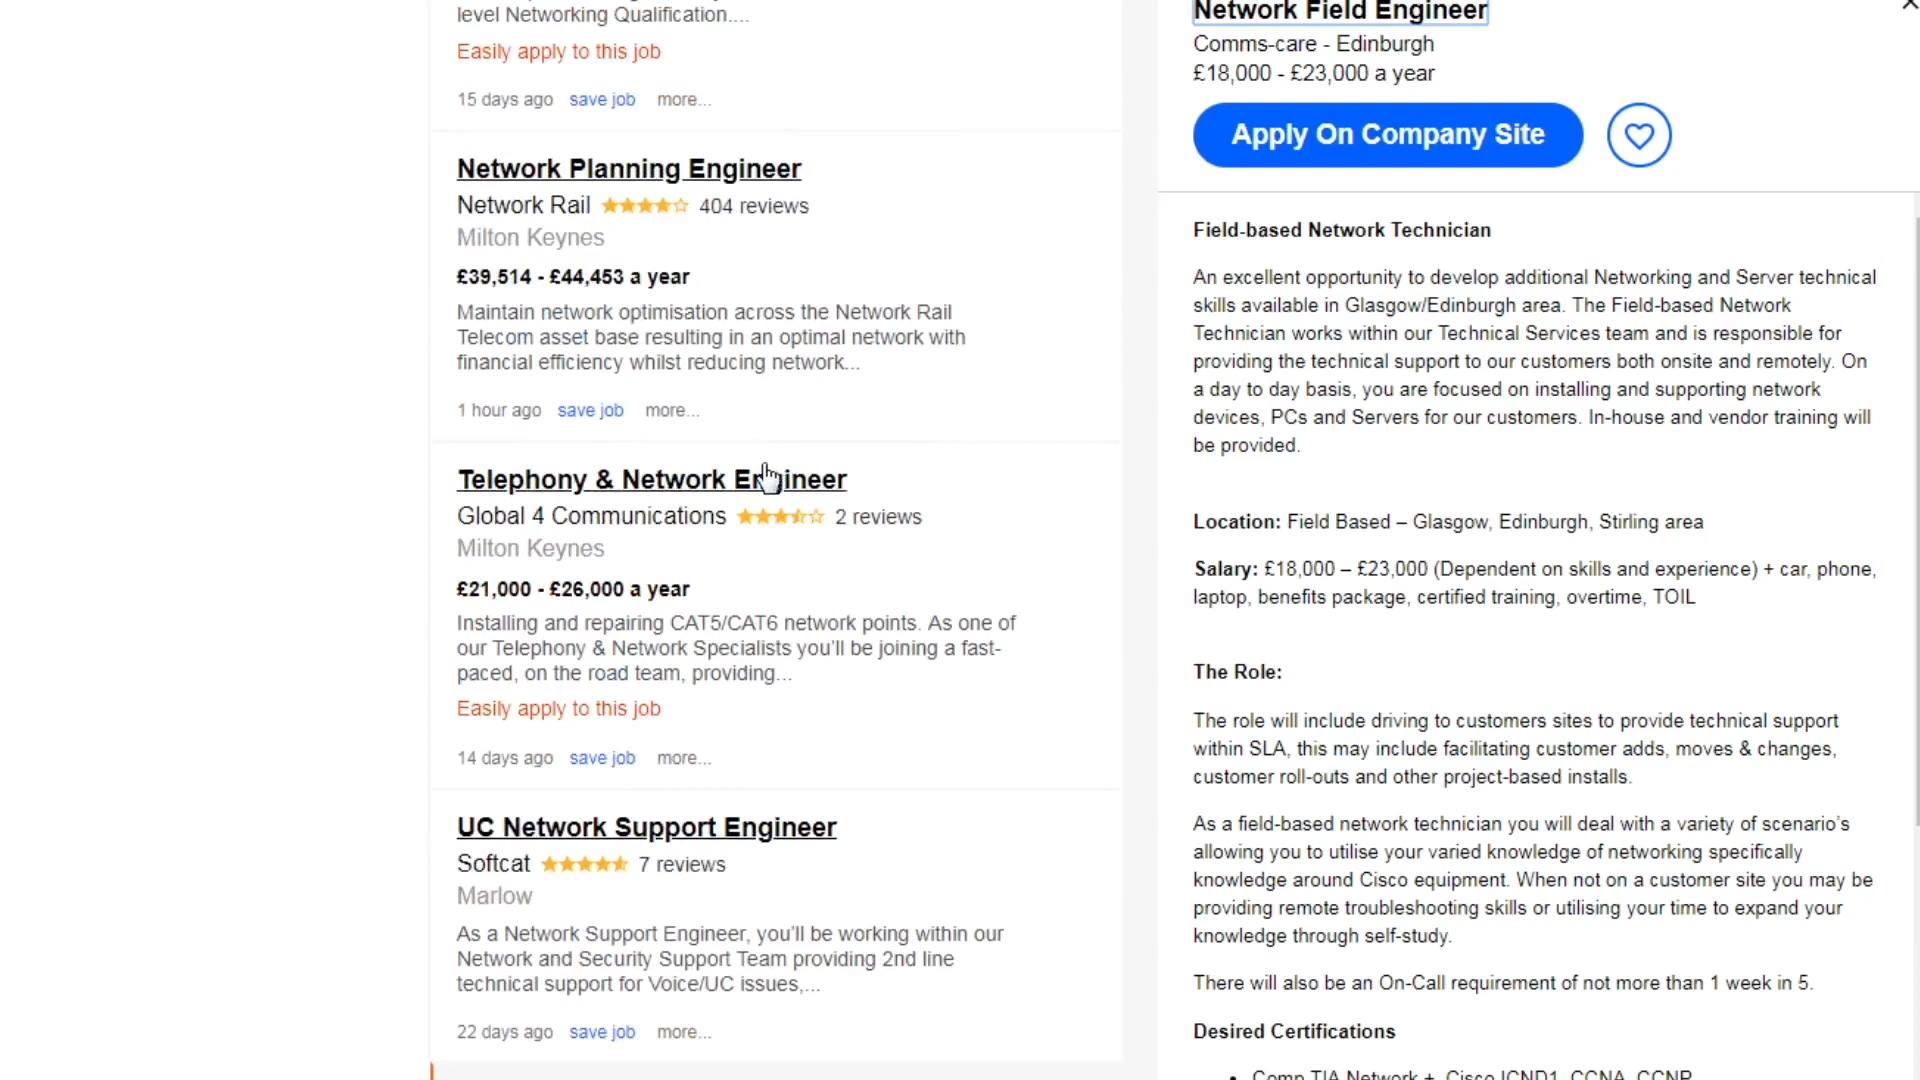 level Networking Qualification....
Easily apply to this job
15 days ago save job more...
Network Planning Engineer
Network Rail 404 reviews
Milton Keynes
£39,514 - £44,453 a year
Maintain network optimisation across the Network Rail
Telecom asset base resulting in an optimal network with
financial efficiency whilst reducing network...
1 hour ago save job more...
Telephony & Network Engineer
Global 4 Communications 2 reviews
Milton Keynes
£21,000 - £26,000 a year
Installing and repairing CAT5/CAT6 network points. As one of
our Telephony & Network Specialists you'll be joining a fast-
paced, on the road team, providing...
Easily apply to this job
14 days ago save job more...
UC Network Support Engineer
Softcat 7 reviews
Marlow
As a Network Support Engineer, you'll be working within our
Network and Security Support Team providing 2nd line
technical support for Voice/UC issues,...
22 days ago save job more...
Network Field Engineer
Comms-care - Edinburgh
£18,000 - £23,000 a year
Apply On Company Site
Field-based Network Technician
An excellent opportunity to develop additional Networking and Server technical
skills available in Glasgow/Edinburgh area. The Field-based Network
Technician works within our Technical Services team and is responsible for
providing the technical support to our customers both onsite and remotely. On
a day to day basis, you are focused on installing and supporting network
devices, PCs and Servers for our customers. In-house and vendor training will
be provided.
Location: Field Based – Glasgow, Edinburgh, Stirling area
Salary: £18,000 – £23,000 (Dependent on skills and experience) + car, phone,
laptop, benefits package, certified training, overtime, TOIL
The Role:
The role will include driving to customers sites to provide technical support
within SLA, this may include facilitating customer adds, moves & changes,
customer roll-outs and other project-based installs.
As a field-based network technician you will deal with a variety of scenario's
allowing you to utilise your varied knowledge of networking specifically
knowledge around Cisco equipment. When not on a customer site you may be
providing remote troubleshooting skills or utilising your time to expand your
knowledge through self-study.
There will also be an On-Call requirement of not more than 1 week in 5.
Desired Certifications
Comp TIA Network +, Cisco ICND1, CCNA, CCNP